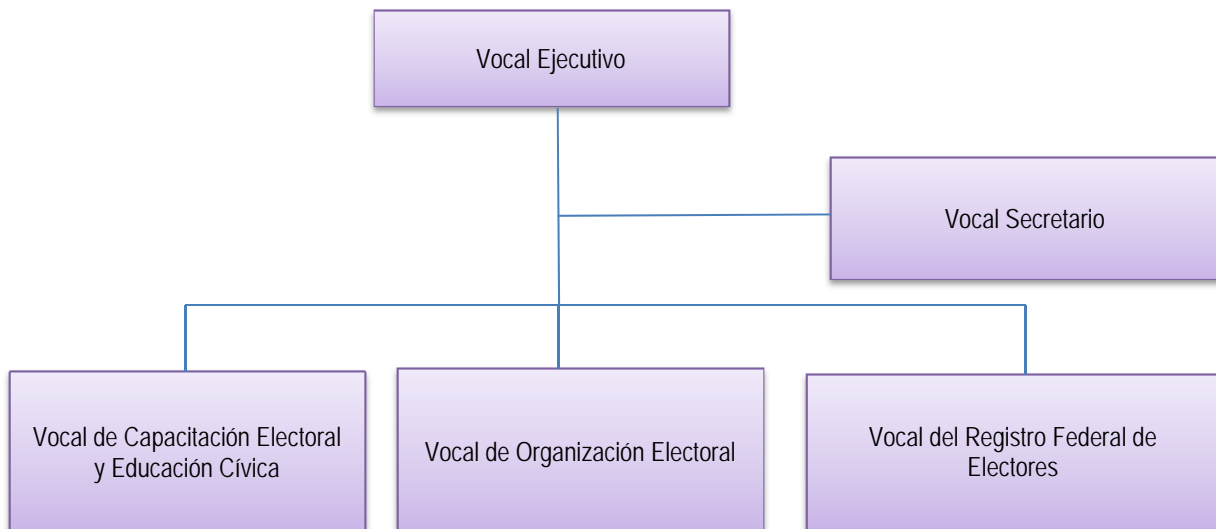 Vocal Ejecutivo
Vocal Secretario
Vocal de Capacitación Electoral
y Educación Cívica
Vocal de Organización Electoral
Vocal del Registro Federal de
Electores